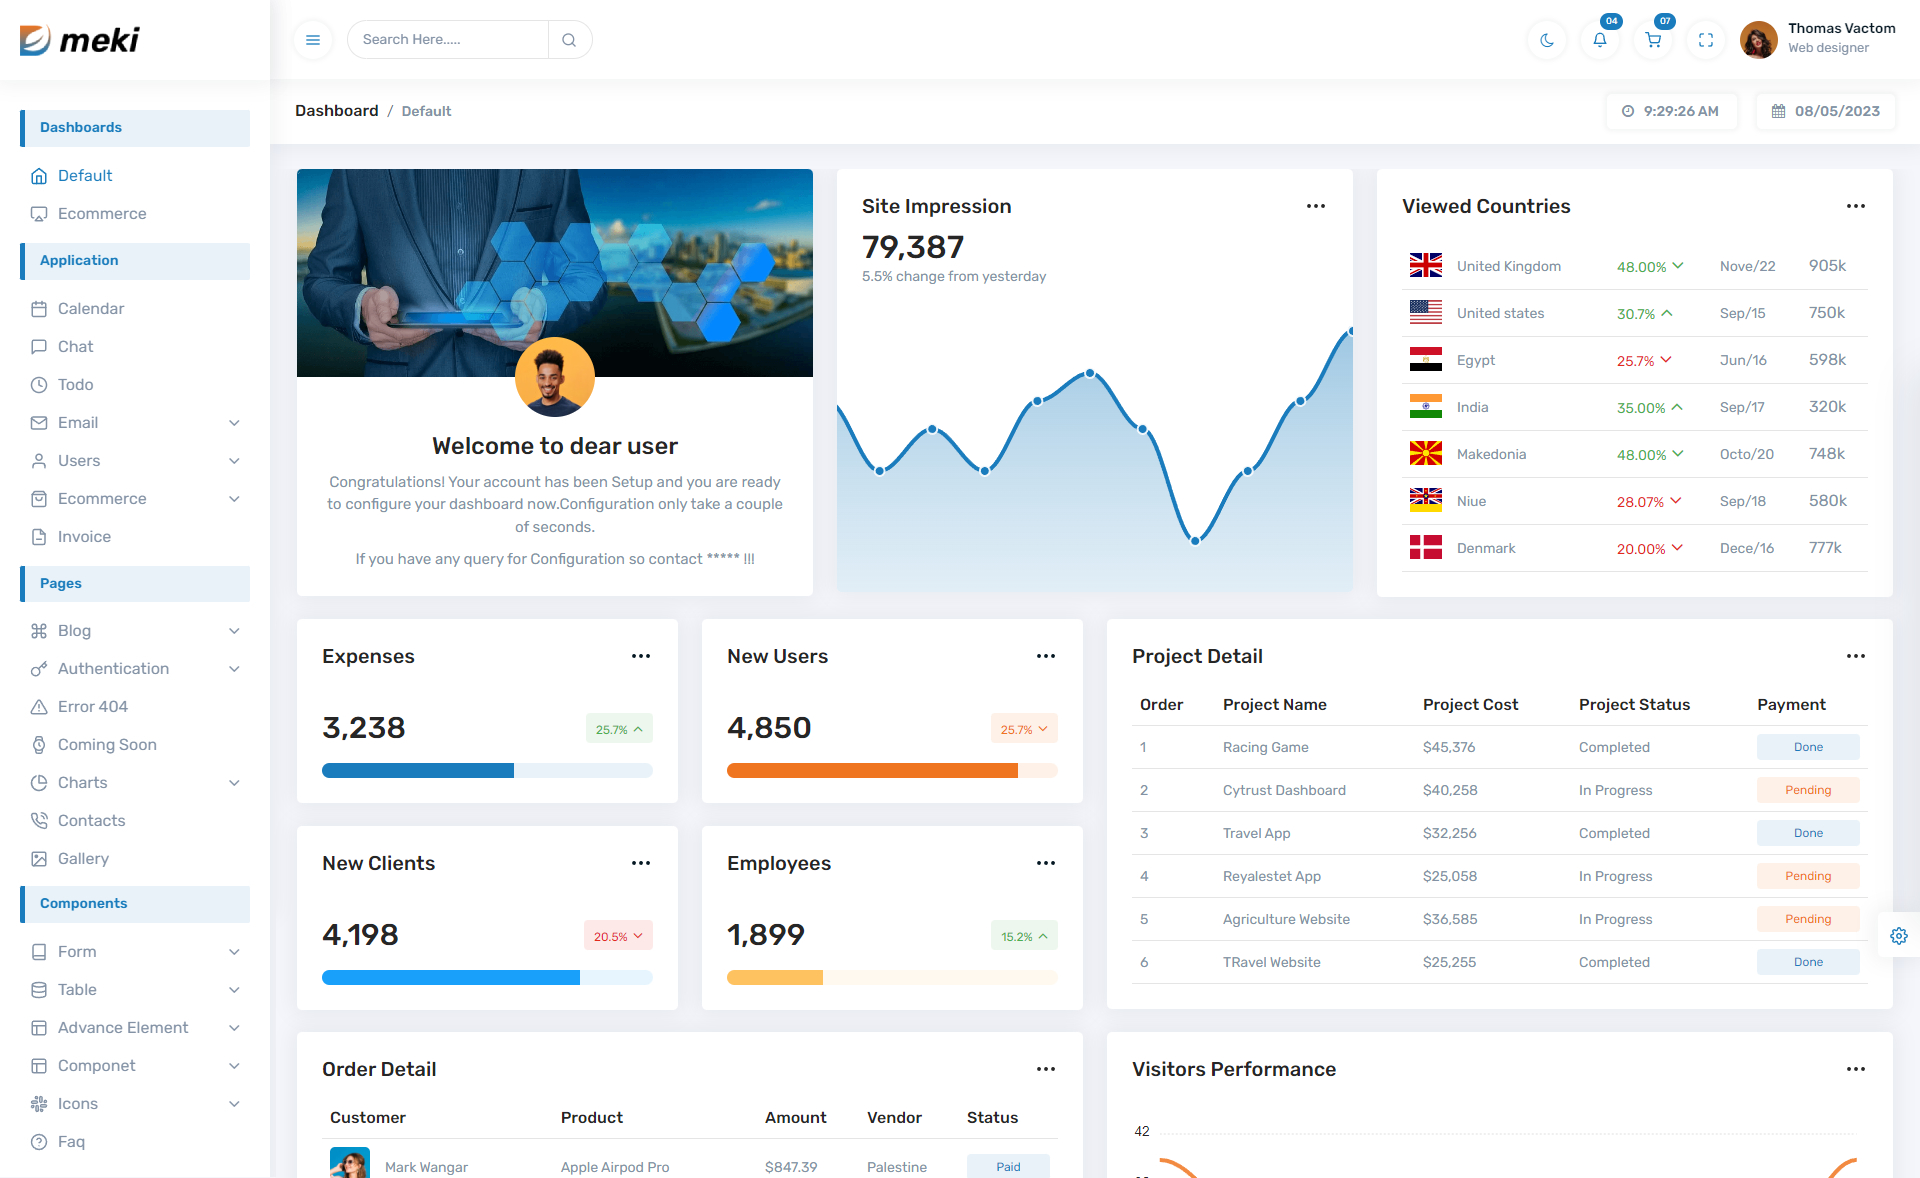 meki
Search Here.....
04
07
Thomas Vactom
Web designer
Dashboard / Default
9:29:26 AM
08/05/2023
Dashboards
Default
Ecommerce
Application
Calendar
Chat
Todo
Email
Users
Ecommerce
Invoice
Pages
Blog
Authentication
Error 404
Coming Soon
Charts
Contacts
Gallery
Components
Form
Table
Advance Element
Componet
Icons
Faq
Welcome to dear user
Congratulations! Your account has been Setup and you are ready
to configure your dashboard now.Configuration only take a couple
of seconds.
If you have any query for Configuration so contact ***** !!!
Site Impression
79,387
5.5% change from yesterday
Viewed Countries
United Kingdom 48.00% Nove/22 905k
United states 30.7% Sep/15 750k
Egypt 25.7% Jun/16 598k
India 35.00% Sep/17 320k
Makedonia 48.00% Octo/20 748k
Niue 28.07% Sep/18 580k
Denmark 20.00% Dece/16 777k
Expenses
3,238 25.7%
New Users
4,850 25.7%
New Clients
4,198 20.5%
Employees
1,899 15.2%
Project Detail
Order Project Name Project Cost Project Status Payment
1 Racing Game $45,376 Completed Done
2 Cytrust Dashboard $40,258 In Progress Pending
3 Travel App $32,256 Completed Done
4 Reyalestet App $25,058 In Progress Pending
5 Agriculture Website $36,585 In Progress Pending
6 TRavel Website $25,255 Completed Done
Order Detail
Customer Product Amount Vendor Status
Mark Wangar Apple Airpod Pro $847.39 Palestine Paid
Visitors Performance
42